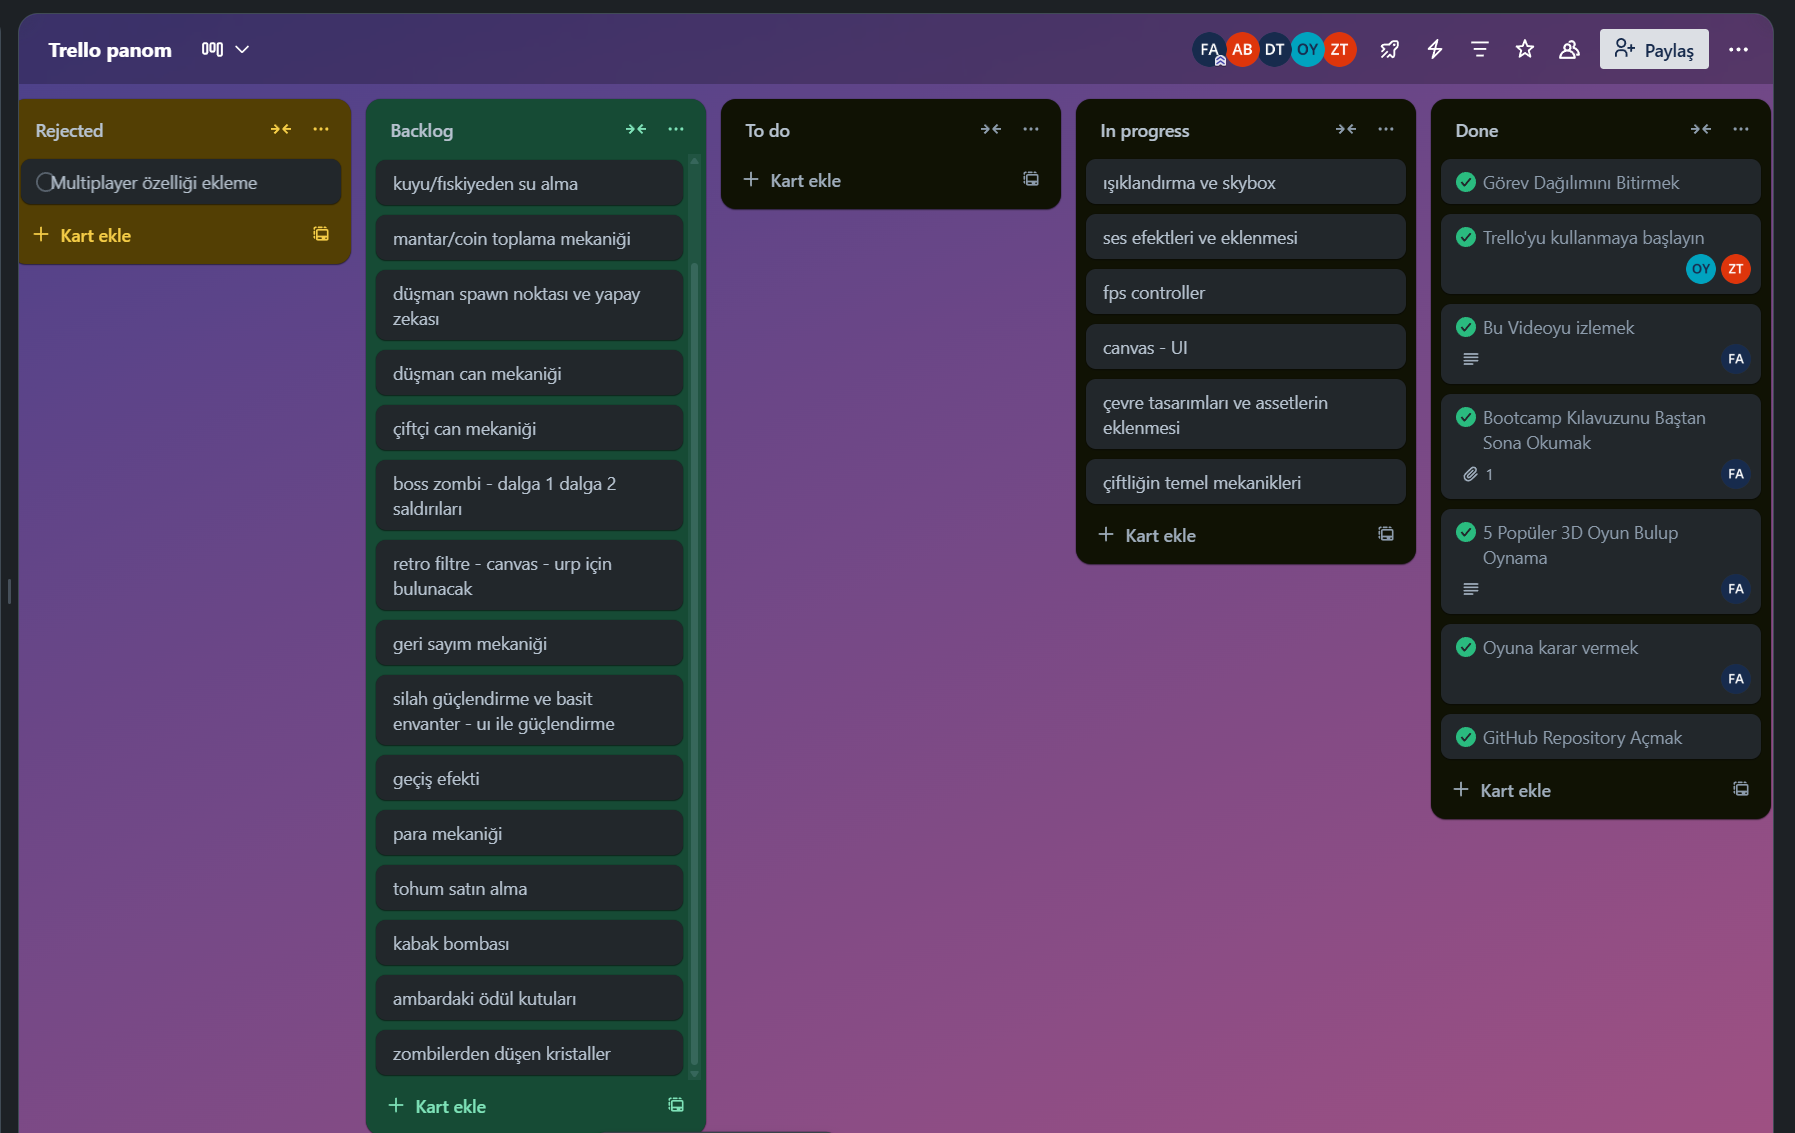 Trello panom
FA AB DT OY ZT
Paylaş
Rejected
Multiplayer özelliği ekleme
Kart ekle
Backlog
kuyu/fıskiyeden su alma
mantar/coin toplama mekaniği
düşman spawn noktası ve yapay
zekası
düşman can mekaniği
çiftçi can mekaniği
boss zombi - dalga 1 dalga 2
saldırıları
retro filtre - canvas - urp için
bulunacak
geri sayım mekaniği
silah güçlendirme ve basit
envanter - uı ile güçlendirme
geçiş efekti
para mekaniği
tohum satın alma
kabak bombası
ambardaki ödül kutuları
zombilerden düşen kristaller
Kart ekle
To do
Kart ekle
In progress
ışıklandırma ve skybox
ses efektleri ve eklenmesi
fps controller
canvas - UI
çevre tasarımları ve assetlerin
eklenmesi
çiftliğin temel mekanikleri
Kart ekle
Done
Görev Dağılımını Bitirmek
Trello'yu kullanmaya başlayın
OY ZT
Bu Videoyu izlemek
FA
Bootcamp Kılavuzunu Baştan
Sona Okumak
1 FA
5 Popüler 3D Oyun Bulup
Oynama
FA
Oyuna karar vermek
FA
GitHub Repository Açmak
Kart ekle